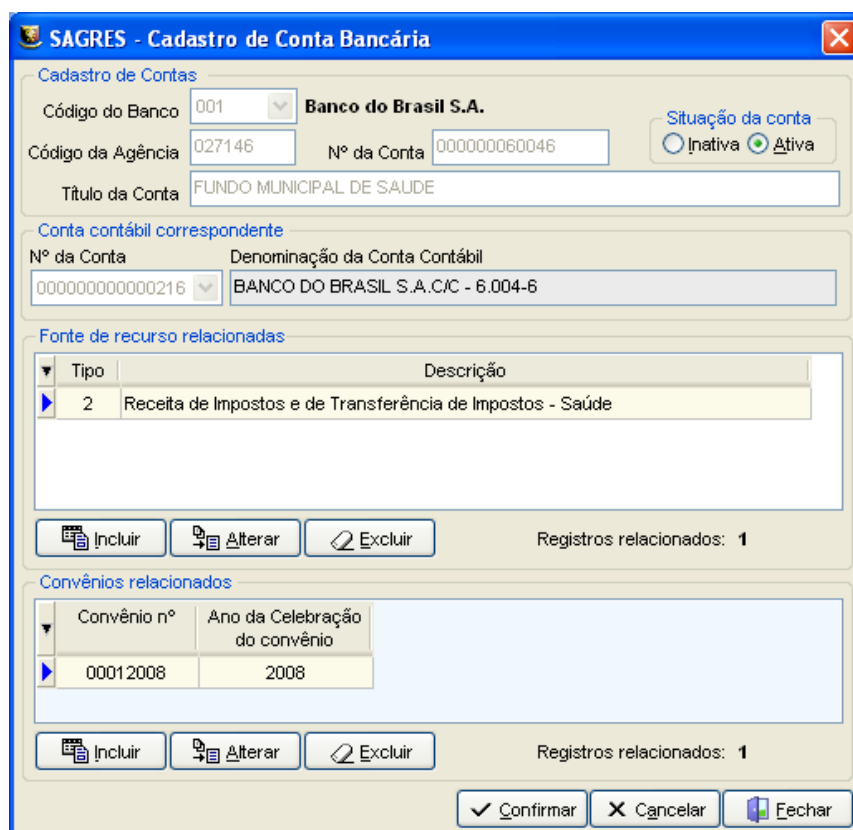 SAGRES - Cadastro de Conta Bancária
Cadastro de Contas
Código do Banco 001 Banco do Brasil S.A.
Situação da conta
Inativa Ativa
Código da Agência 027146 Nº da Conta 000000060046
Título da Conta FUNDO MUNICIPAL DE SAUDE
Conta contábil correspondente
Nº da Conta Denominação da Conta Contábil
000000000000216 BANCO DO BRASIL S.A.C/C - 6.004-6
Fonte de recurso relacionadas
Tipo Descrição
2 Receita de Impostos e de Transferência de Impostos - Saúde
Incluir Alterar Excluir Registros relacionados: 1
Convênios relacionados
Convênio nº Ano da Celebração
do convênio
00012008 2008
Incluir Alterar Excluir Registros relacionados: 1
Confirmar Cancelar Fechar